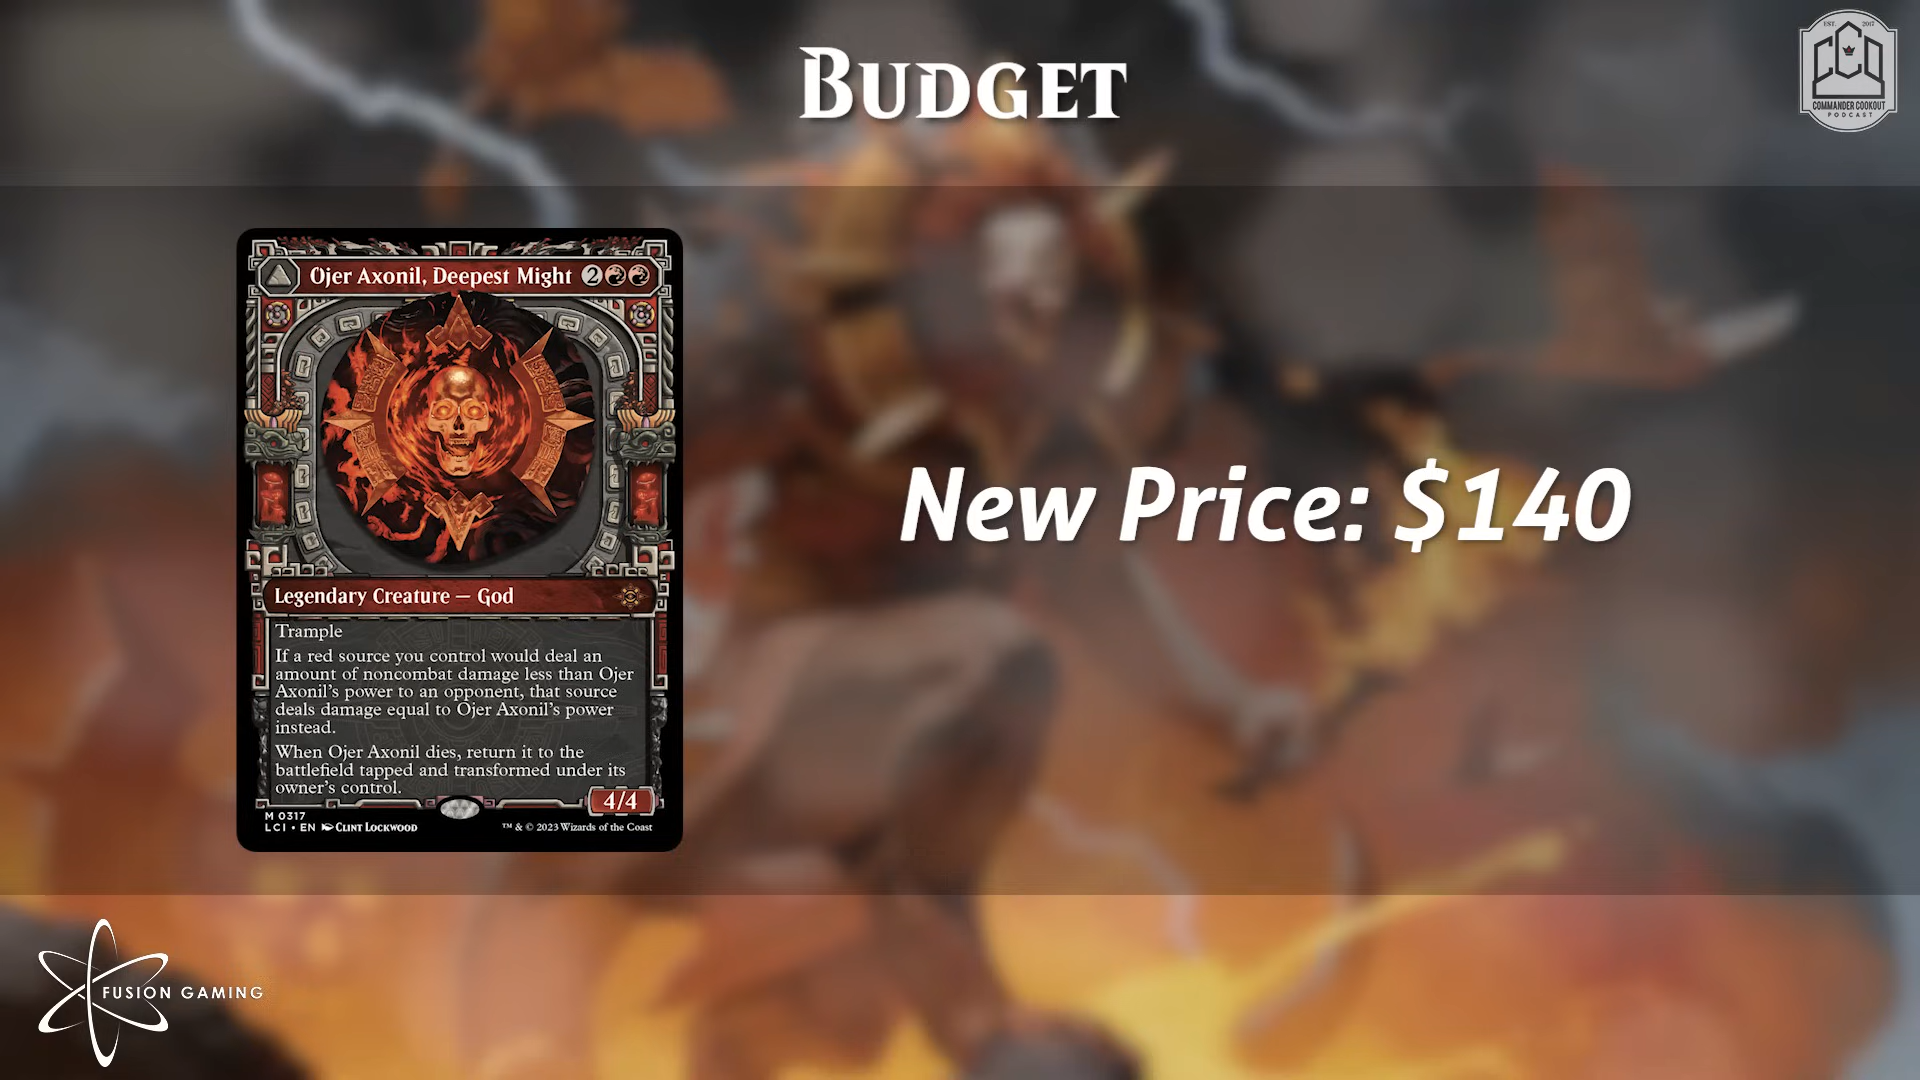 BUDGET
EST. 2017
CCO
COMMANDER COOKOUT
PODCAST
Ojer Axonil, Deepest Might 2
Trample
If a red source you control would deal an
amount of noncombat damage less than Ojer
Axonil's power to an opponent, that source
deals damage equal to Ojer Axonil's power
instead.
When Ojer Axonil dies, return it to the
battlefield tapped and transformed under its
owner's control.
Legendary Creature — God
4/4
M 0317
LCI • EN CLINT LOCKWOOD
™ & © 2023 Wizards of the Coast
New Price: $140
FUSION GAMING